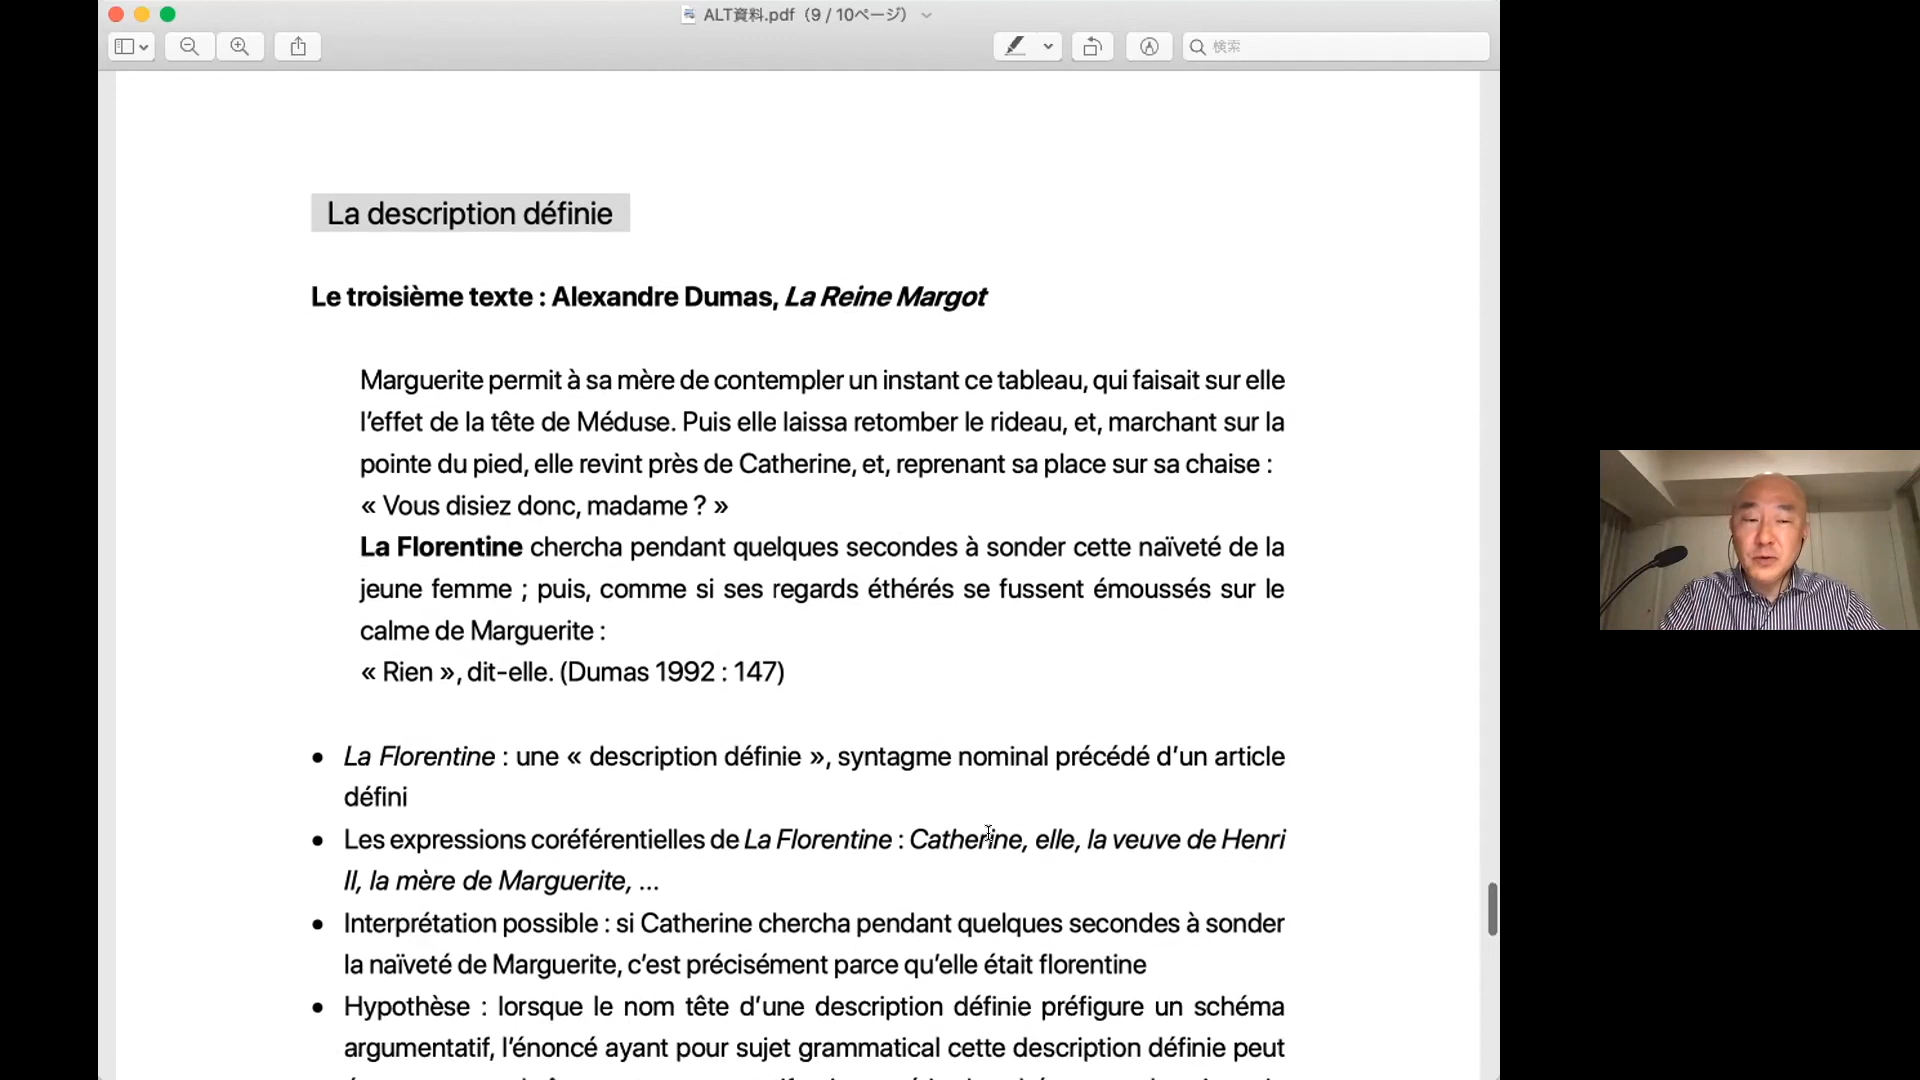 ALT資料.pdf（9 / 10ページ）
検索
La description définie
Le troisième texte : Alexandre Dumas, La Reine Margot
Marguerite permit à sa mère de contempler un instant ce tableau, qui faisait sur elle
l’effet de la tête de Méduse. Puis elle laissa retomber le rideau, et, marchant sur la
pointe du pied, elle revint près de Catherine, et, reprenant sa place sur sa chaise :
« Vous disiez donc, madame ? »
La Florentine chercha pendant quelques secondes à sonder cette naïveté de la
jeune femme ; puis, comme si ses regards éthérés se fussent émoussés sur le
calme de Marguerite :
« Rien », dit-elle. (Dumas 1992 : 147)
• La Florentine : une « description définie », syntagme nominal précédé d’un article
défini
• Les expressions coréférentielles de La Florentine : Catherine, elle, la veuve de Henri
II, la mère de Marguerite, ...
• Interprétation possible : si Catherine chercha pendant quelques secondes à sonder
la naïveté de Marguerite, c’est précisément parce qu’elle était florentine
• Hypothèse : lorsque le nom tête d’une description définie préfigure un schéma
argumentatif, l’énoncé ayant pour sujet grammatical cette description définie peut